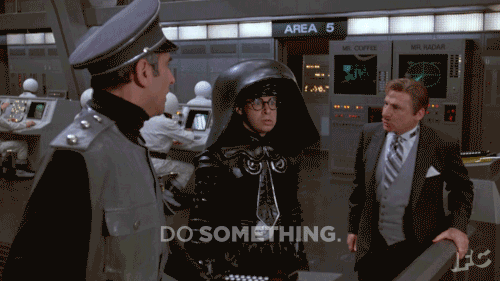 AREA 5
MR. COFFEE
MR. RADAR
DO SOMETHING.
IFC